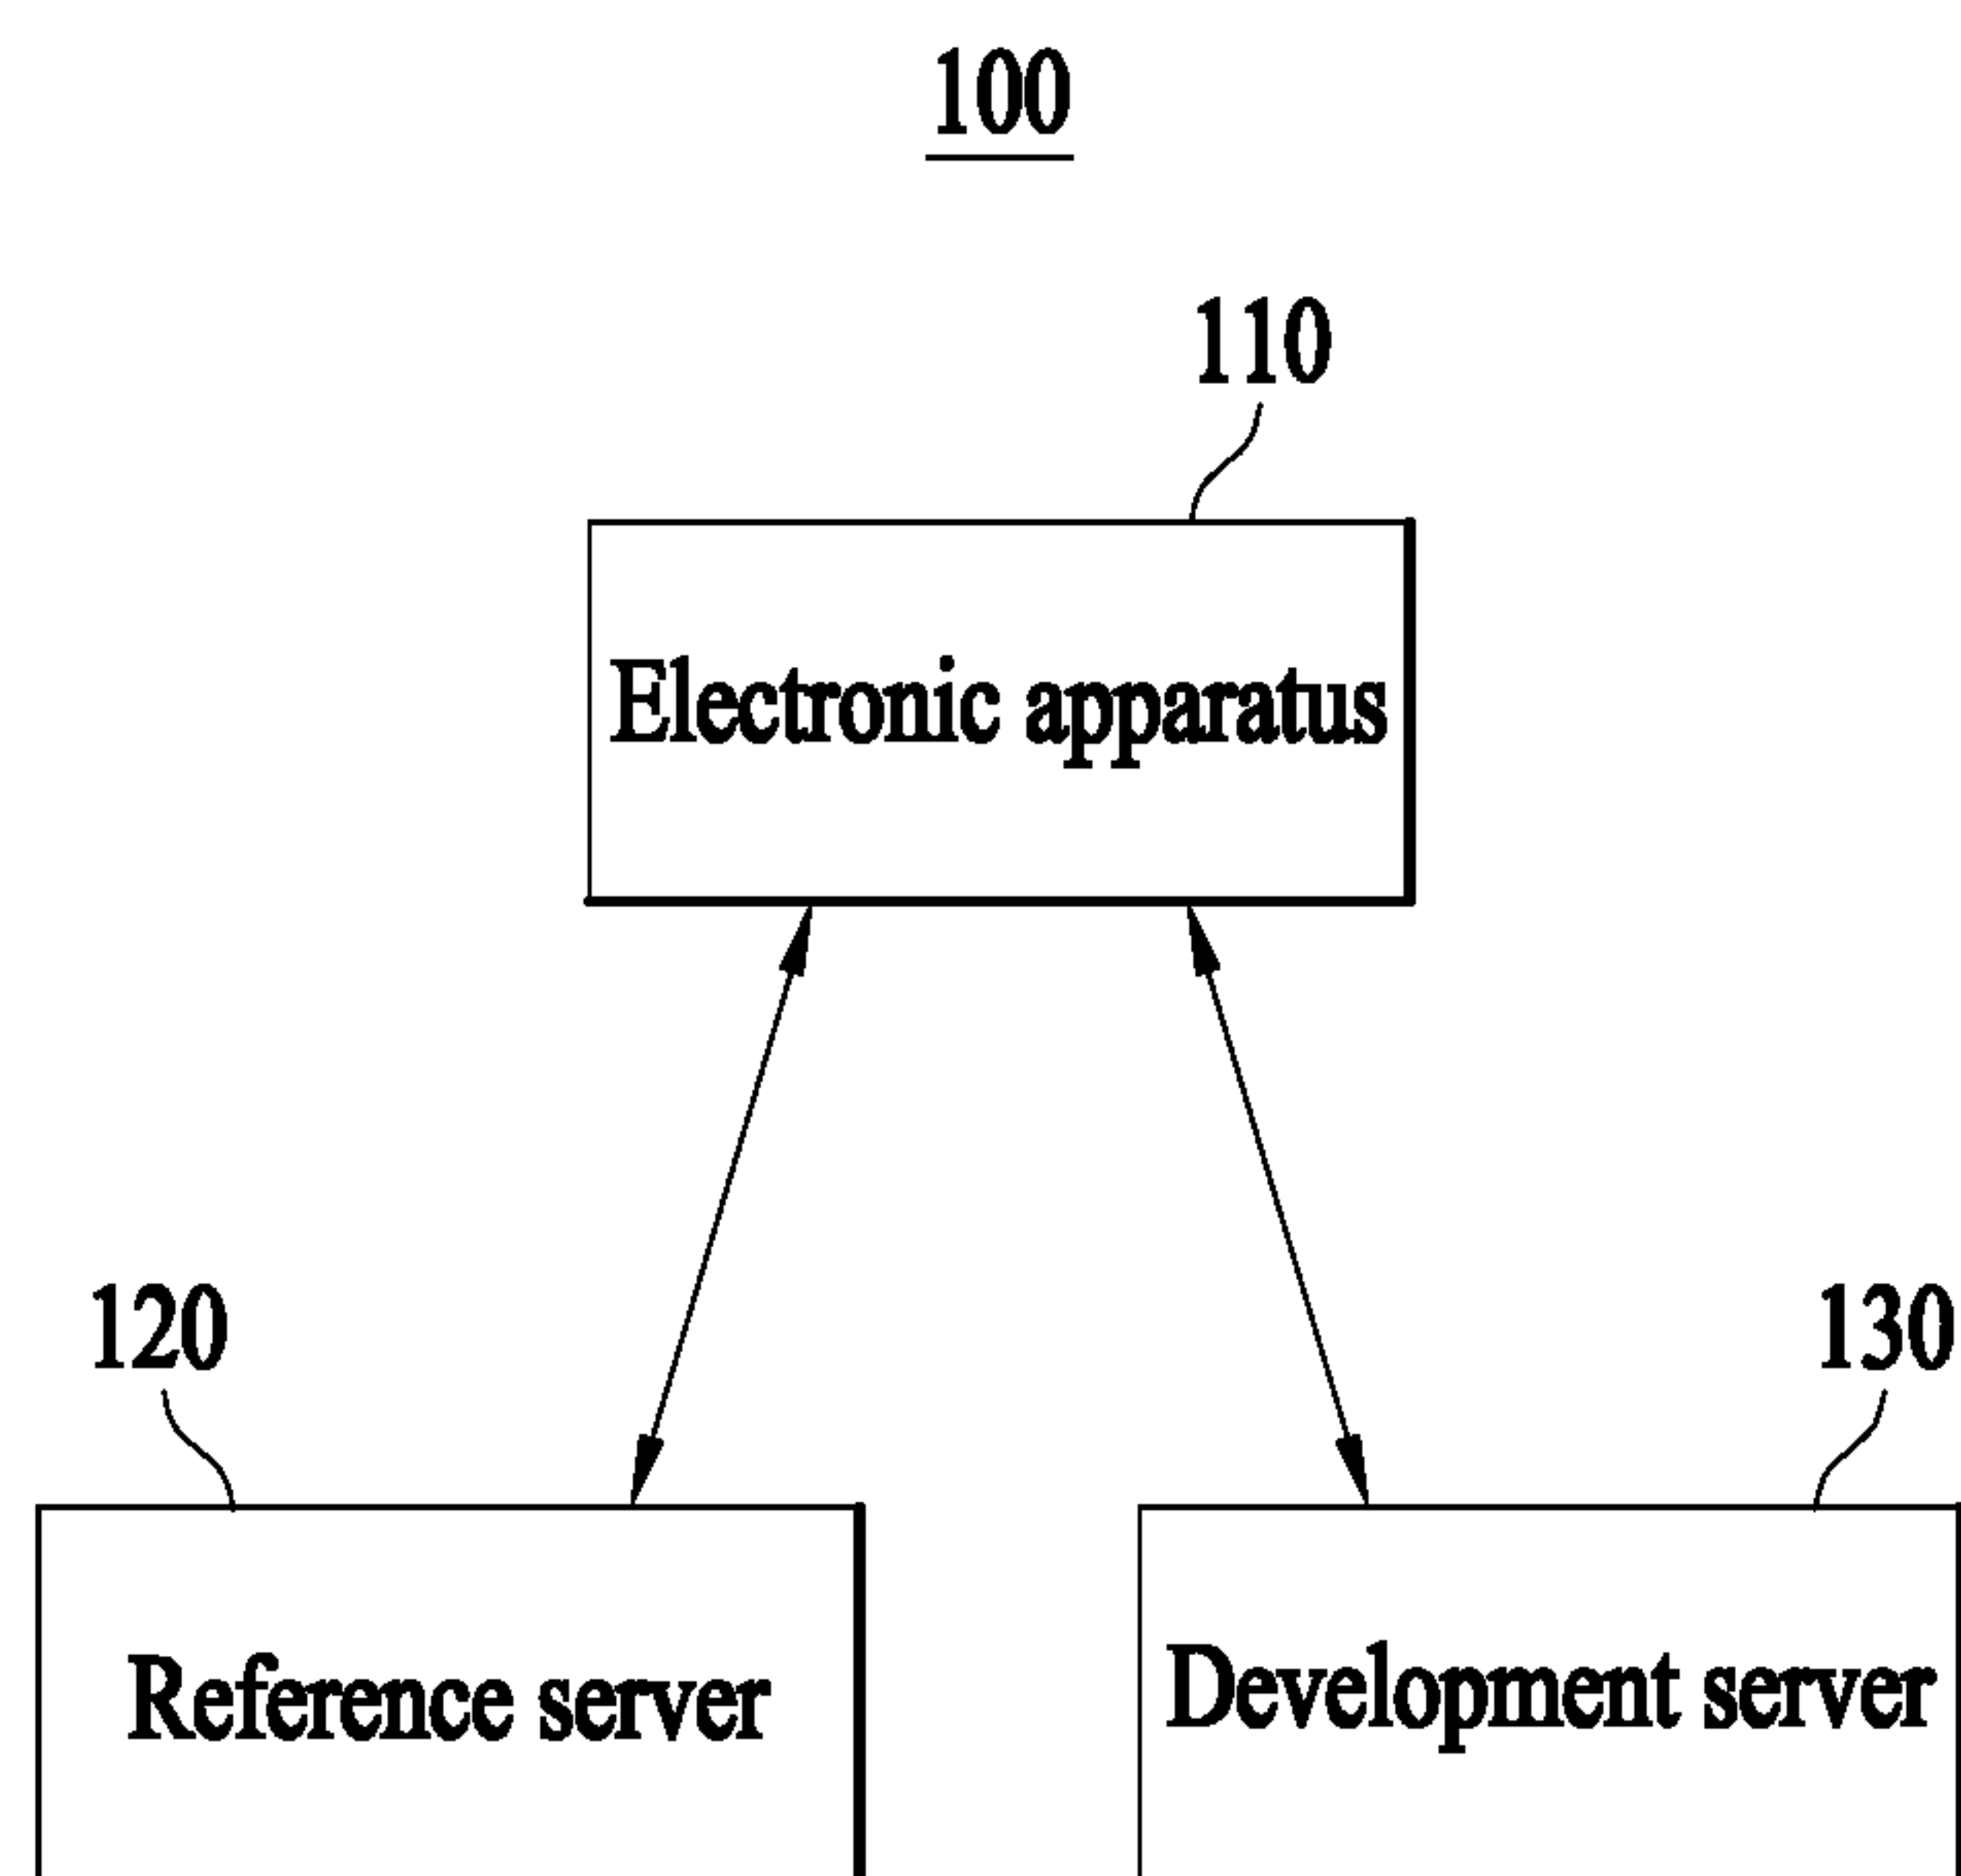 100
110
Electronic apparatus
120
130
Reference server
Development server